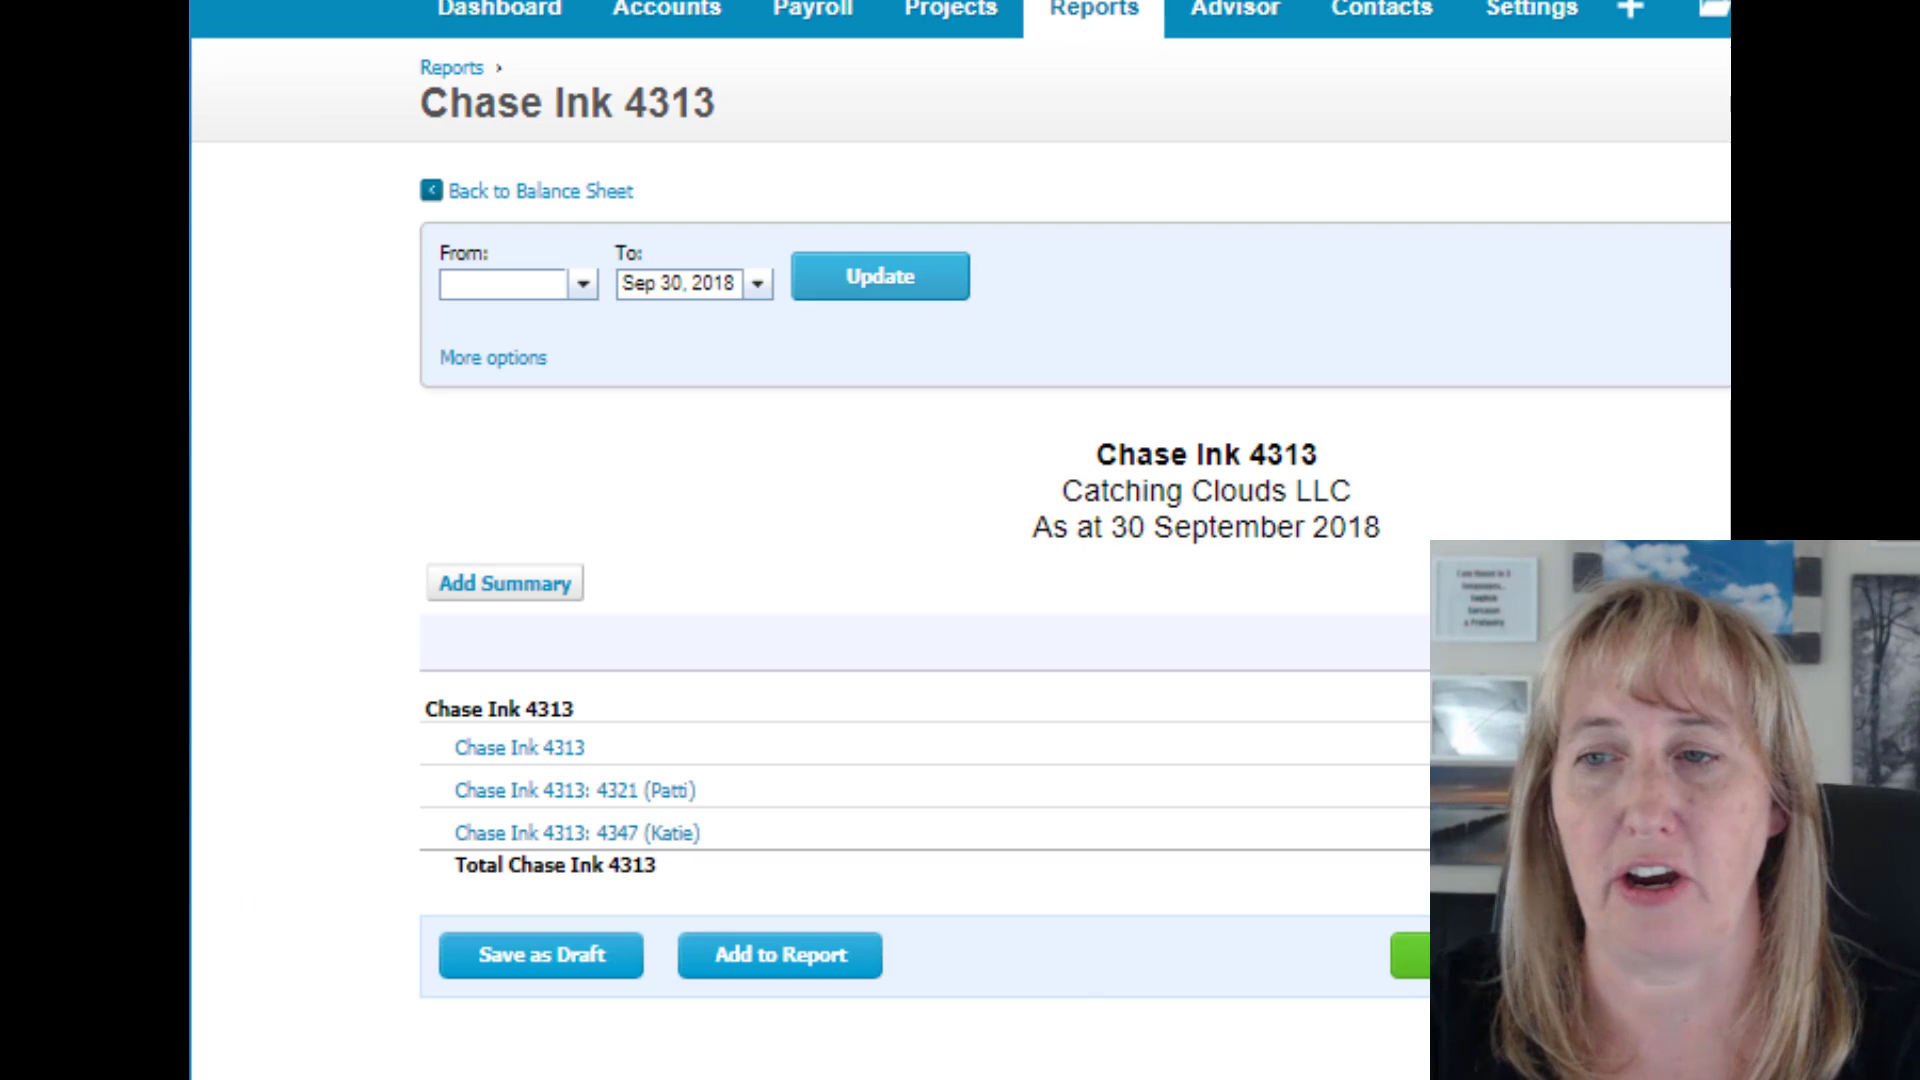 Dashboard Accounts Payroll Projects Reports Advisor Contacts Settings +
Reports ›
Chase Ink 4313
Back to Balance Sheet
From: To:
Sep 30, 2018 Update
More options
Chase Ink 4313
Catching Clouds LLC
As at 30 September 2018
Add Summary
Chase Ink 4313
Chase Ink 4313
Chase Ink 4313: 4321 (Patti)
Chase Ink 4313: 4347 (Katie)
Total Chase Ink 4313
Save as Draft Add to Report